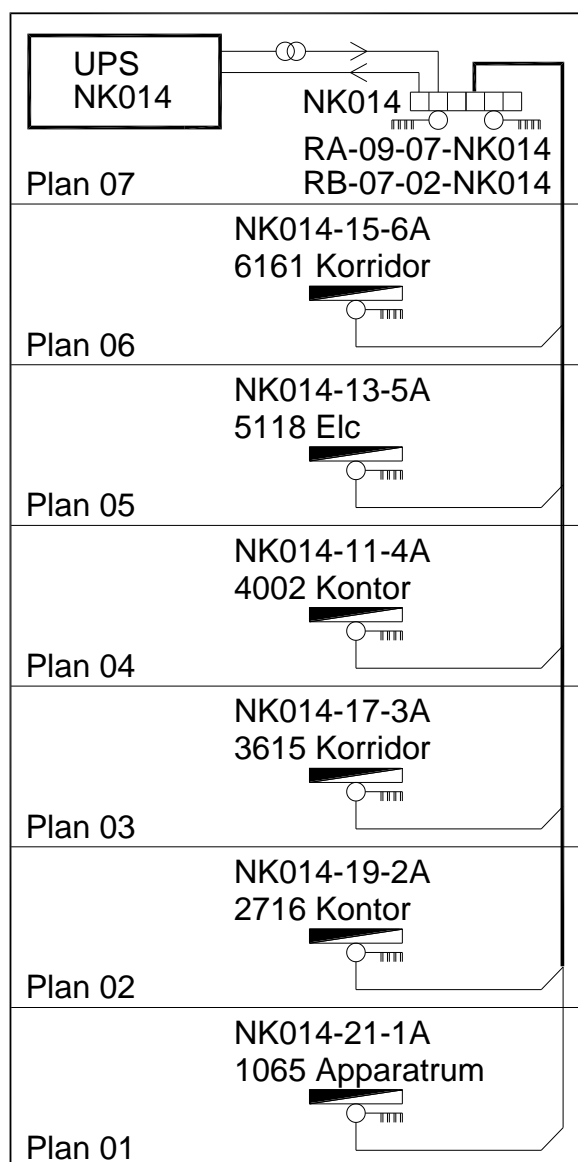 UPS
NK014
NK014
RA-09-07-NK014
RB-07-02-NK014
Plan 07
NK014-15-6A
6161 Korridor
Plan 06
NK014-13-5A
5118 Elc
Plan 05
NK014-11-4A
4002 Kontor
Plan 04
NK014-17-3A
3615 Korridor
Plan 03
NK014-19-2A
2716 Kontor
Plan 02
NK014-21-1A
1065 Apparatrum
Plan 01